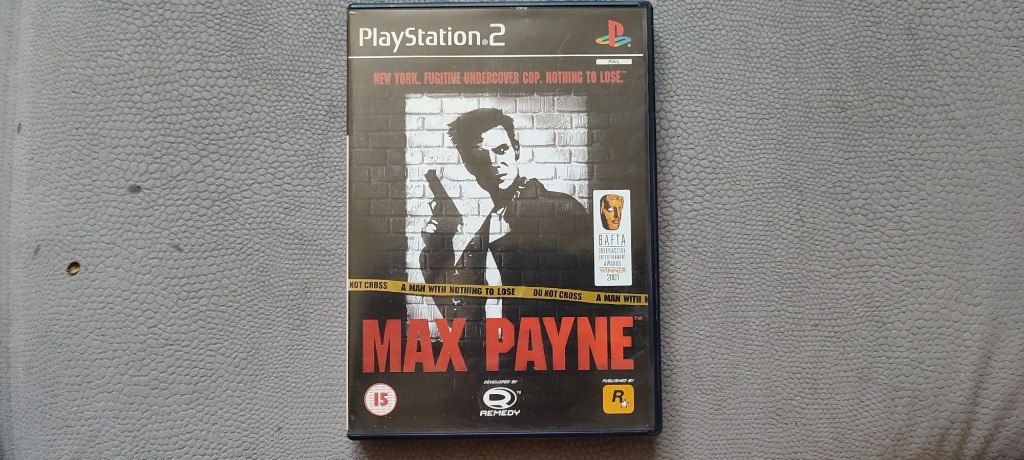 PlayStation®2
PAL
NEW YORK. FUGITIVE UNDERCOVER COP. NOTHING TO LOSE.™
BAFTA
INTERACTIVE
ENTERTAINMENT
AWARDS
WINNER
2001
NOT CROSS A MAN WITH NOTHING TO LOSE DO NOT CROSS A MAN WITH N
MAX PAYNE™
15
DEVELOPED BY
R™
REMEDY
PUBLISHED BY
R